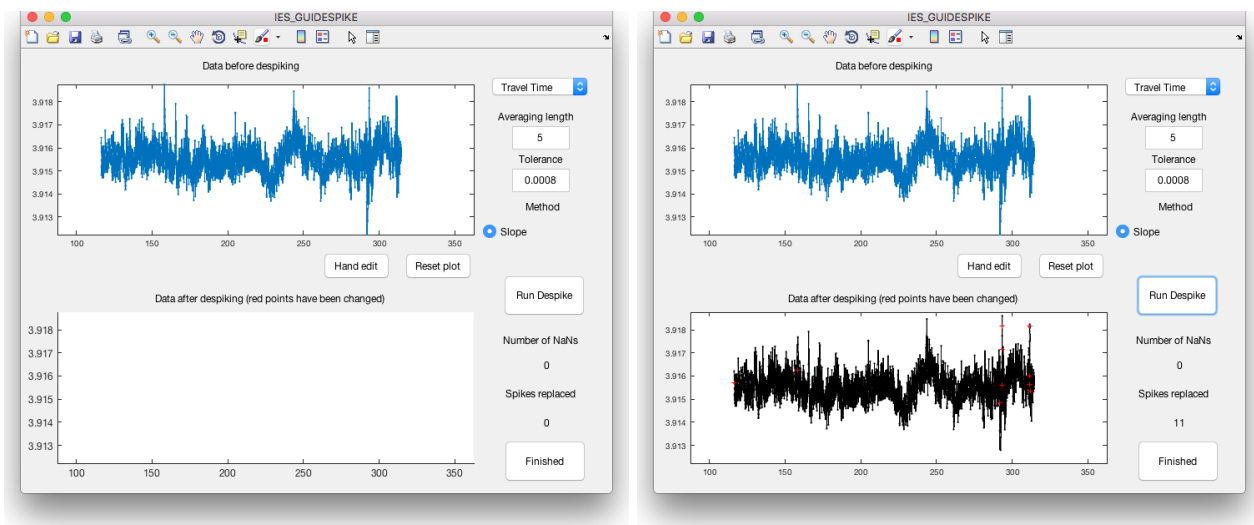 IES_GUIDESPIKE
Data before despiking
Travel Time
3.918
3.917
3.916
3.915
3.914
3.913
100 150 200 250 300 350
Averaging length
5
Tolerance
0.0008
Method
Slope
Hand edit Reset plot
Data after despiking (red points have been changed)
3.918
3.917
3.916
3.915
3.914
3.913
100 150 200 250 300 350
Run Despike
Number of NaNs
0
Spikes replaced
0
Finished
IES_GUIDESPIKE
Data before despiking
Travel Time
3.918
3.917
3.916
3.915
3.914
3.913
100 150 200 250 300 350
Averaging length
5
Tolerance
0.0008
Method
Slope
Hand edit Reset plot
Data after despiking (red points have been changed)
3.918
3.917
3.916
3.915
3.914
3.913
100 150 200 250 300 350
Run Despike
Number of NaNs
0
Spikes replaced
11
Finished